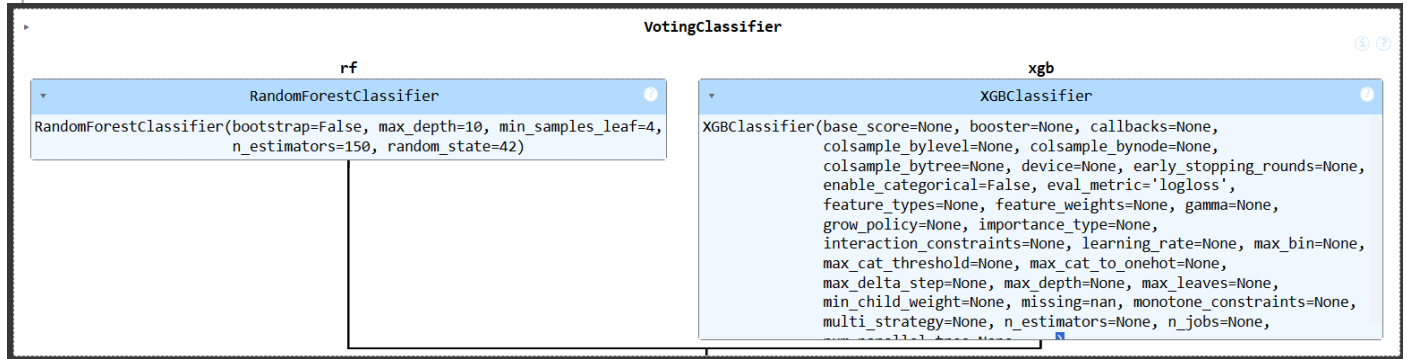 VotingClassifier
rf
RandomForestClassifier
RandomForestClassifier(bootstrap=False, max_depth=10, min_samples_leaf=4,
n_estimators=150, random_state=42)
xgb
XGBClassifier
XGBClassifier(base_score=None, booster=None, callbacks=None,
colsample_bylevel=None, colsample_bynode=None,
colsample_bytree=None, device=None, early_stopping_rounds=None,
enable_categorical=False, eval_metric='logloss',
feature_types=None, feature_weights=None, gamma=None,
grow_policy=None, importance_type=None,
interaction_constraints=None, learning_rate=None, max_bin=None,
max_cat_threshold=None, max_cat_to_onehot=None,
max_delta_step=None, max_depth=None, max_leaves=None,
min_child_weight=None, missing=nan, monotone_constraints=None,
multi_strategy=None, n_estimators=None, n_jobs=None,